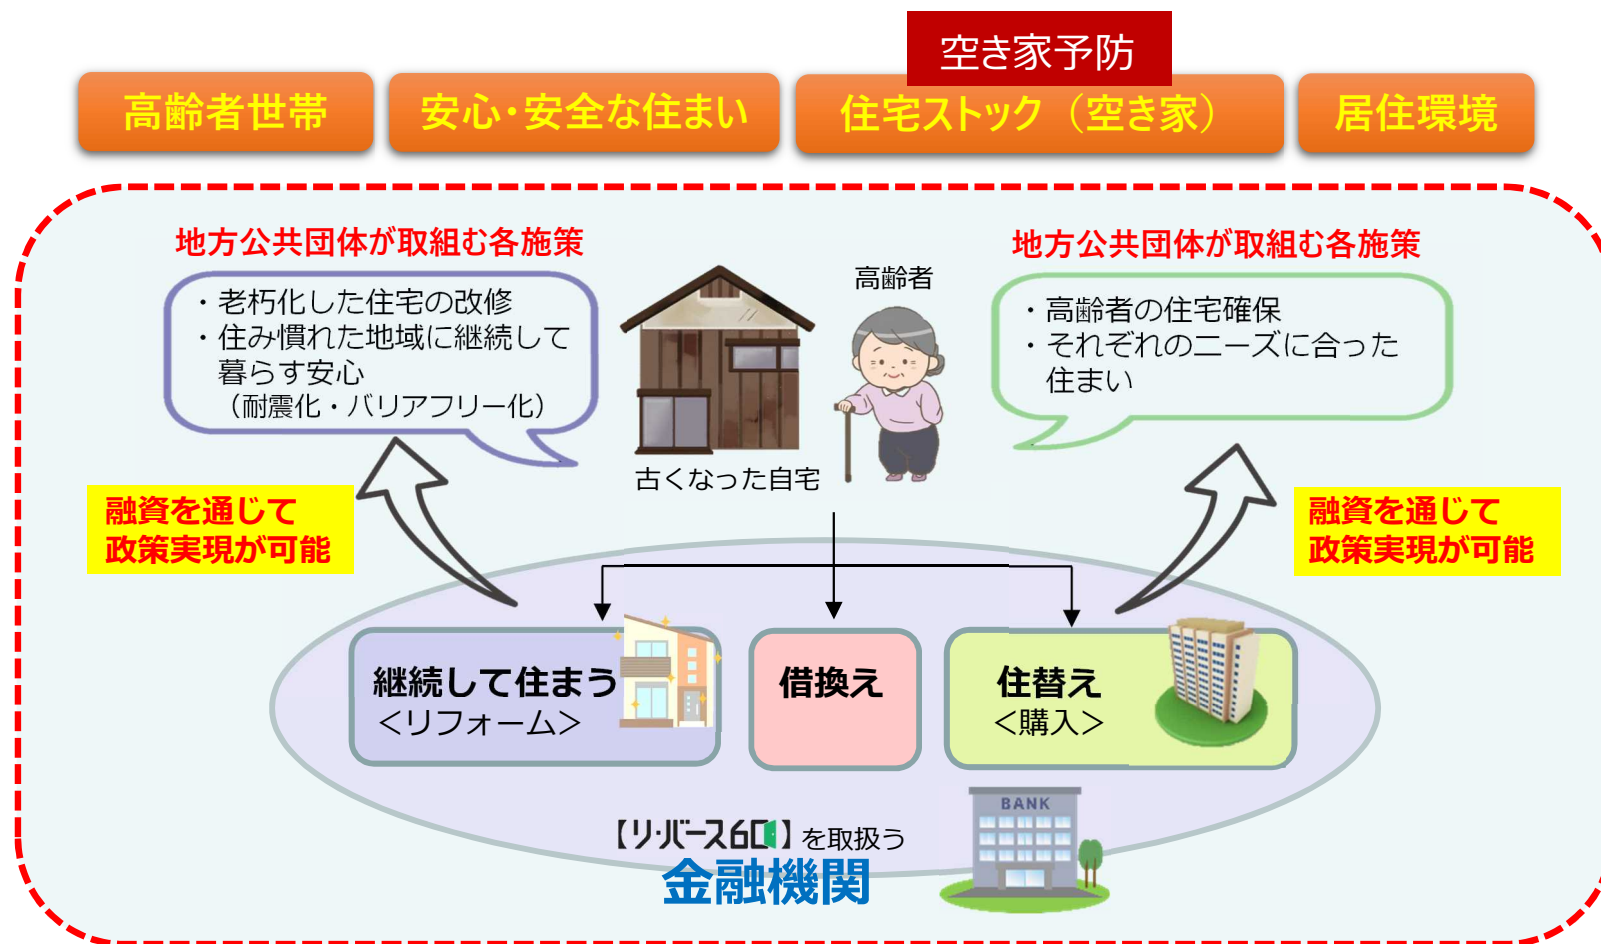 空き家予防
高齢者世帯
安心・安全な住まい
住宅ストック（空き家）
居住環境
地方公共団体が取組む各施策
・老朽化した住宅の改修
・住み慣れた地域に継続して
暮らす安心
（耐震化・バリアフリー化）
高齢者
古くなった自宅
地方公共団体が取組む各施策
・高齢者の住宅確保
・それぞれのニーズに合った
住まい
融資を通じて
政策実現が可能
融資を通じて
政策実現が可能
継続して住まう
＜リフォーム＞
借換え
住替え
＜購入＞
BANK
【リ・バース60】を取扱う
金融機関